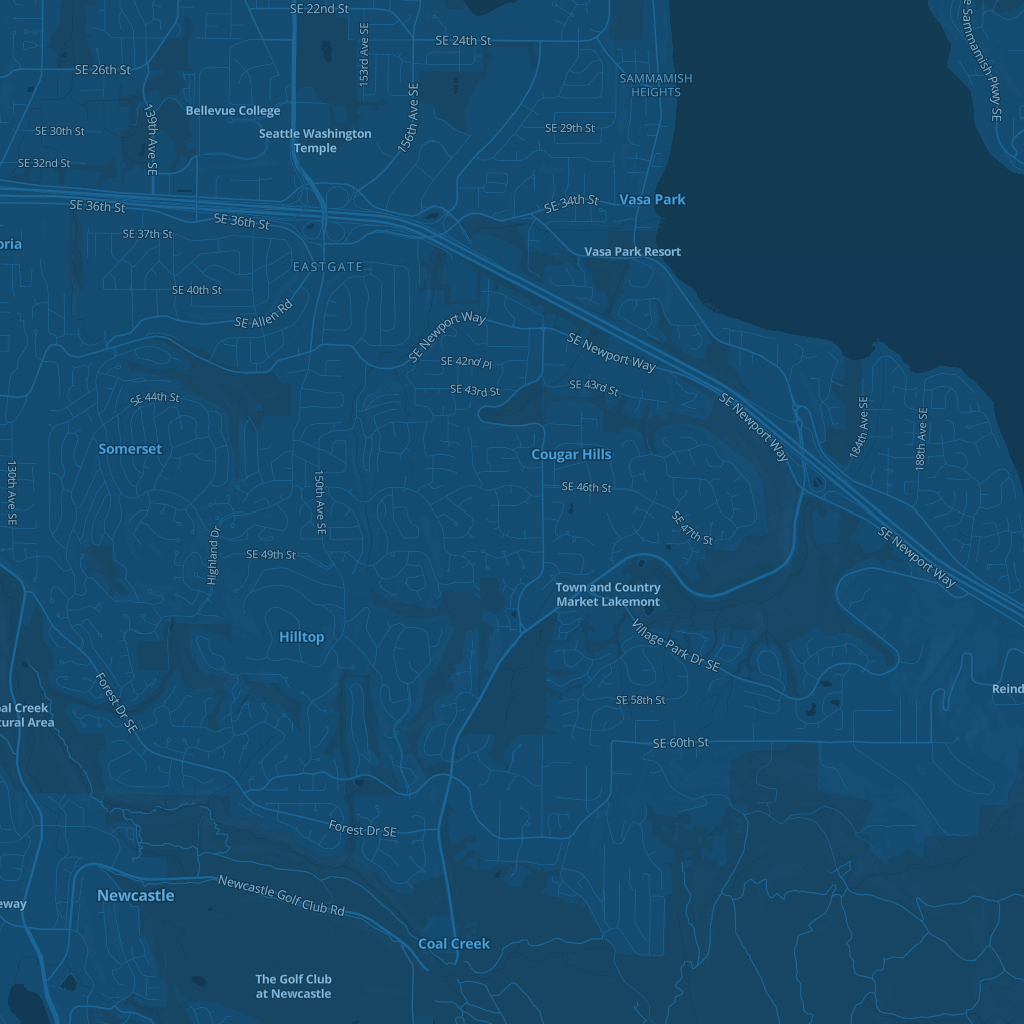 SE 22nd St
153rd Ave SE
SE 24th St
e Sammamish Pkwy SE
SE 26th St
SAMMAMISH
HEIGHTS
139th Ave SE
Bellevue College
156th Ave SE
SE 30th St
Seattle Washington
Temple
SE 29th St
SE 32nd St
SE 36th St
SE 36th St
SE 34th St
Vasa Park
SE 37th St
oria
Vasa Park Resort
EASTGATE
SE 40th St
SE Allen Rd
SE Newport Way
SE Newport Way
SE 42nd Pl
SE 43rd St
SE 43rd St
SE 44th St
SE Newport Way
184th Ave SE
188th Ave SE
Somerset
Cougar Hills
130th Ave SE
150th Ave SE
SE 46th St
SE 47th St
Highland Dr
SE 49th St
SE Newport Way
Town and Country
Market Lakemont
Hilltop
Village Park Dr SE
Forest Dr SE
Reind
SE 58th St
al Creek
tural Area
SE 60th St
Forest Dr SE
Newcastle
Newcastle Golf Club Rd
eway
Coal Creek
The Golf Club
at Newcastle